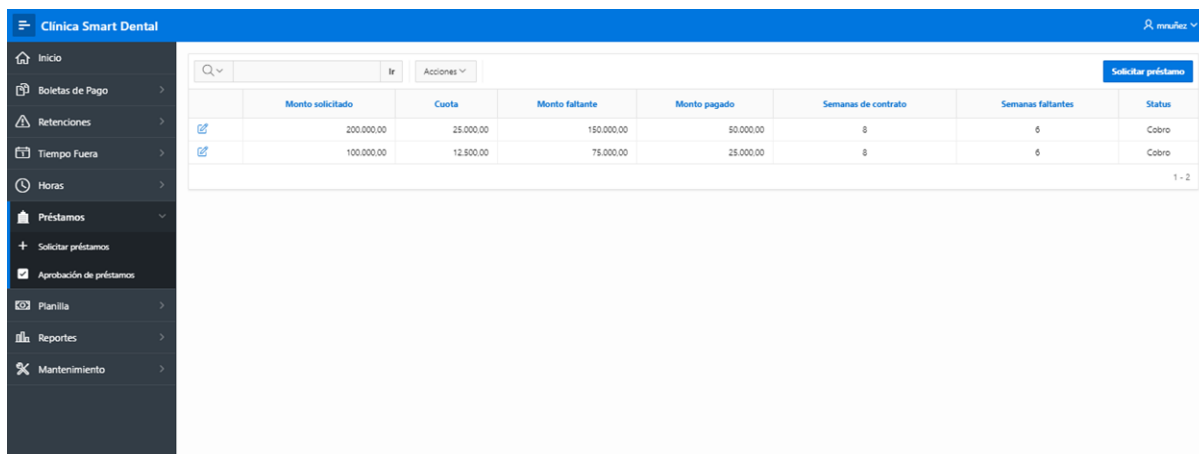 Clínica Smart Dental
mnuñez
Inicio
Boletas de Pago
Retenciones
Tiempo Fuera
Horas
Préstamos
Solicitar préstamos
Aprobación de préstamos
Planilla
Reportes
Mantenimiento
Ir Acciones Solicitar préstamo
Monto solicitado Cuota Monto faltante Monto pagado Semanas de contrato Semanas faltantes Status
200.000,00 25.000,00 150.000,00 50.000,00 8 6 Cobro
100.000,00 12.500,00 75.000,00 25.000,00 8 6 Cobro
1 - 2